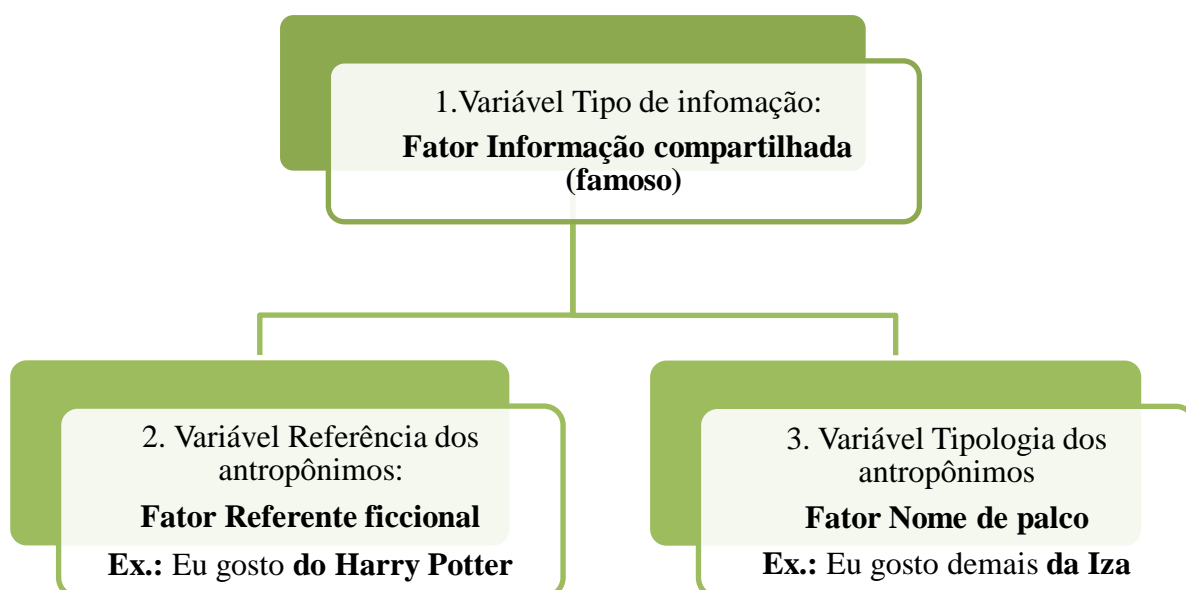 1.Variável Tipo de infomação:
Fator Informação compartilhada
(famoso)
2. Variável Referência dos
antropônimos:
Fator Referente ficcional
Ex.: Eu gosto do Harry Potter
3. Variável Tipologia dos
antropônimos
Fator Nome de palco
Ex.: Eu gosto demais da Iza